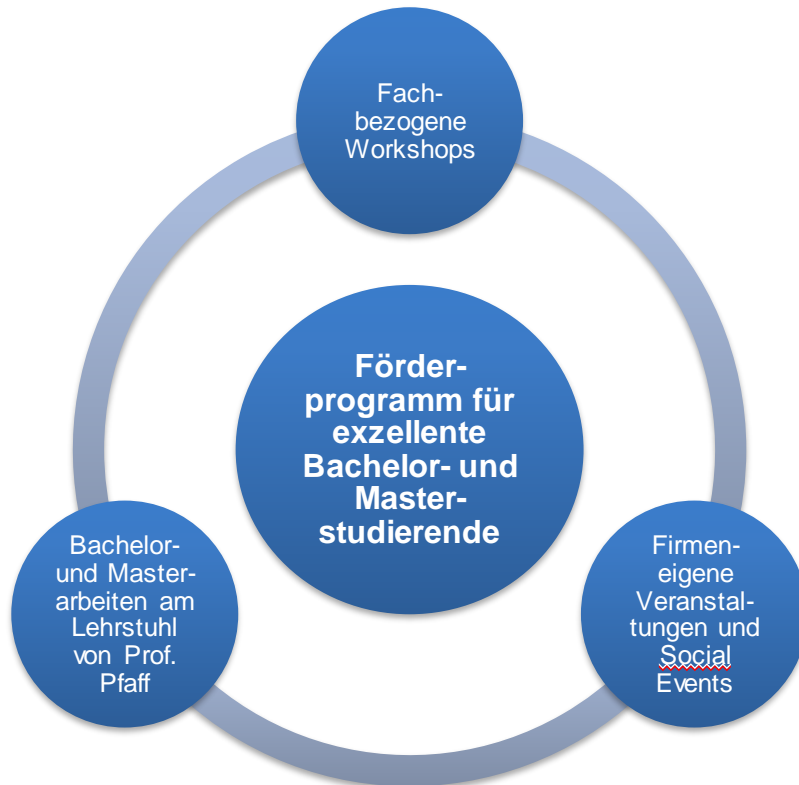 Fach-
bezogene
Workshops
Förder-
programm für
exzellente
Bachelor- und
Master-
studierende
Bachelor-
und Master-
arbeiten am
Lehrstuhl
von Prof.
Pfaff
Firmen-
eigene
Veranstal-
tungen und
Social
Events